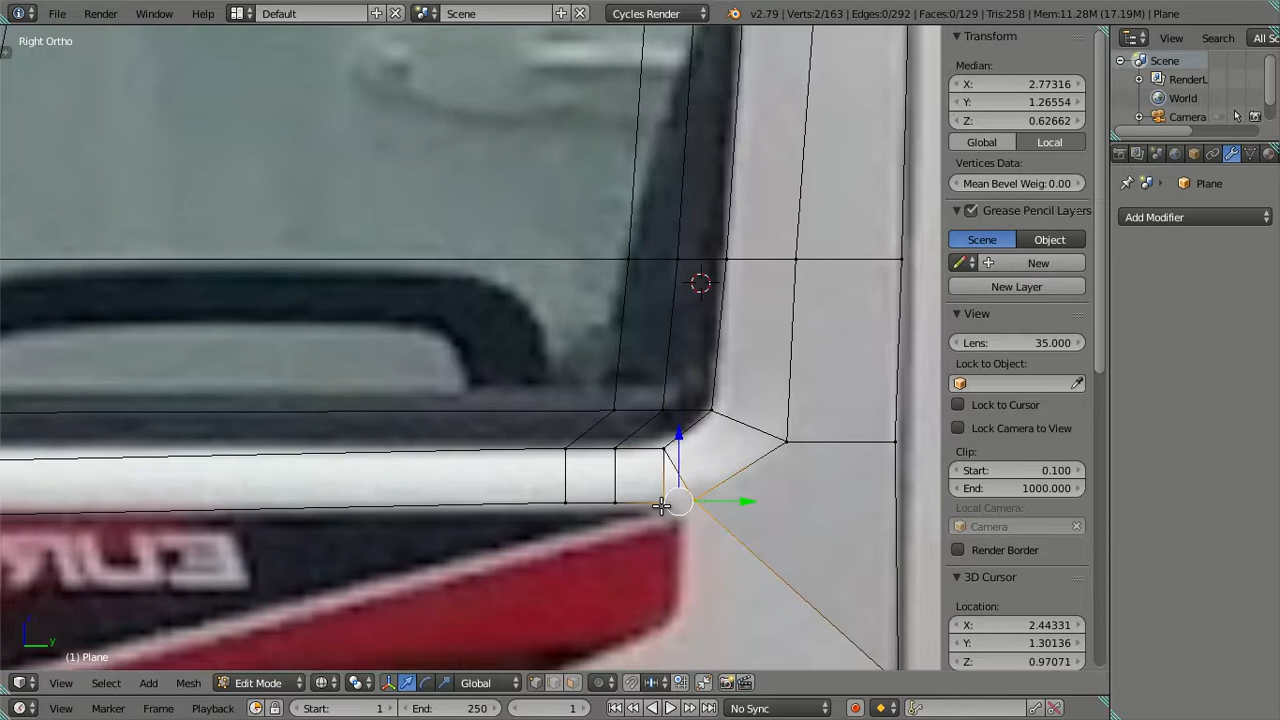 File Render Window Help Default Scene Cycles Render v2.79 | Verts:2/163 | Edges:0/292 | Faces:0/129 | Tris:258 | Mem:11.28M (17.19M) | Plane
Right Ortho
Transform
Median:
X: 2.77316
Y: 1.26554
Z: 0.62662
Global Local
Vertices Data:
Mean Bevel Weig: 0.00
Grease Pencil Layers
Scene Object
New
New Layer
View
Lens: 35.000
Lock to Object:
Lock to Cursor
Lock Camera to View
Clip:
Start: 0.100
End: 1000.000
Local Camera:
Camera
Render Border
3D Cursor
Location:
X: 2.44331
Y: 1.30136
Z: 0.97071
View Search All Sc
Scene
RenderL
World
Camera
Plane
Add Modifier
y
(1) Plane
View Select Add Mesh Edit Mode Global
View Marker Frame Playback Start: 1 End: 250 1 No Sync